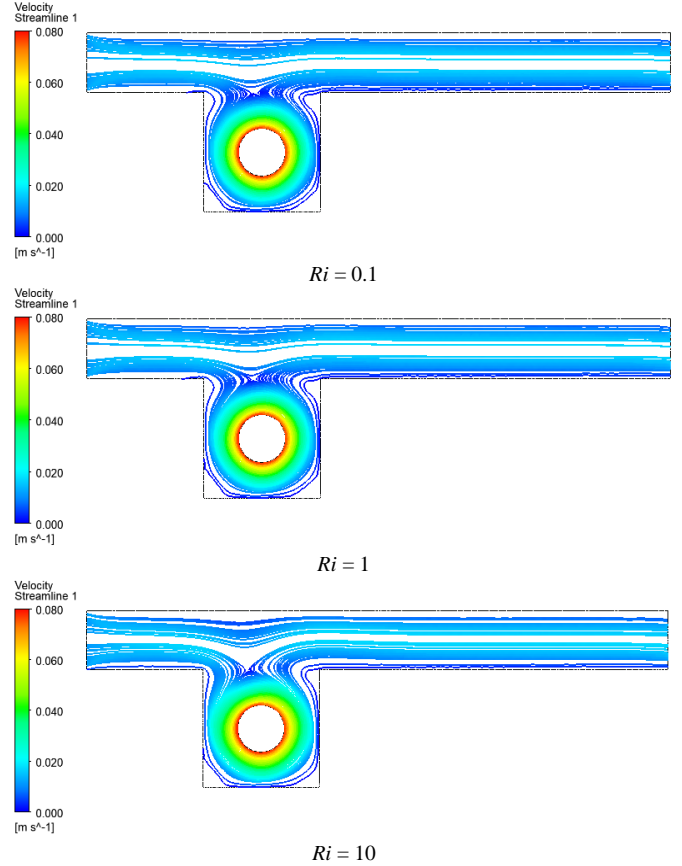 Velocity
Streamline 1
0.080
0.060
0.040
0.020
0.000
[m s^-1]
Ri = 0.1
Velocity
Streamline 1
0.080
0.060
0.040
0.020
0.000
[m s^-1]
Ri = 1
Velocity
Streamline 1
0.080
0.060
0.040
0.020
0.000
[m s^-1]
Ri = 10